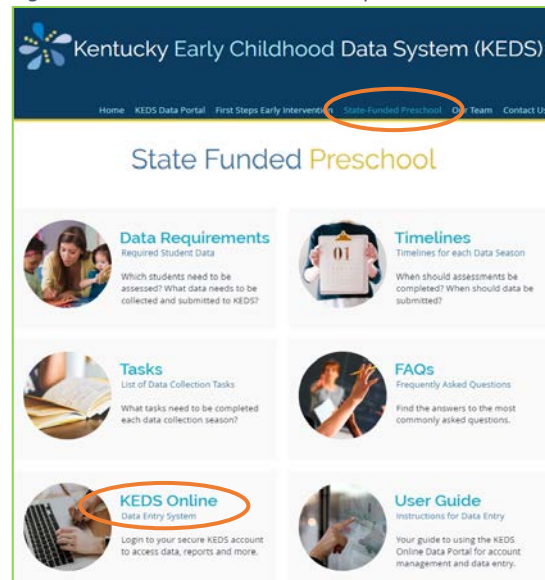 Kentucky Early Childhood Data System (KEDS)
Home KEDS Data Portal First Steps Early Intervention State-Funded Preschool Our Team Contact Us
State Funded Preschool
Data Requirements
Required Student Data
Which students need to be
assessed? What data needs to be
collected and submitted to KEDS?
Timelines
Timelines for each Data Season
01
When should assessments be
completed? When should data be
submitted?
Tasks
List of Data Collection Tasks
What tasks need to be completed
each data collection season?
FAQs
Frequently Asked Questions
Find the answers to the most
commonly asked questions.
KEDS Online
Data Entry System
Login to your secure KEDS account
to access data, reports and more.
User Guide
Instructions for Data Entry
Your guide to using the KEDS
Online Data Portal for account
management and data entry.